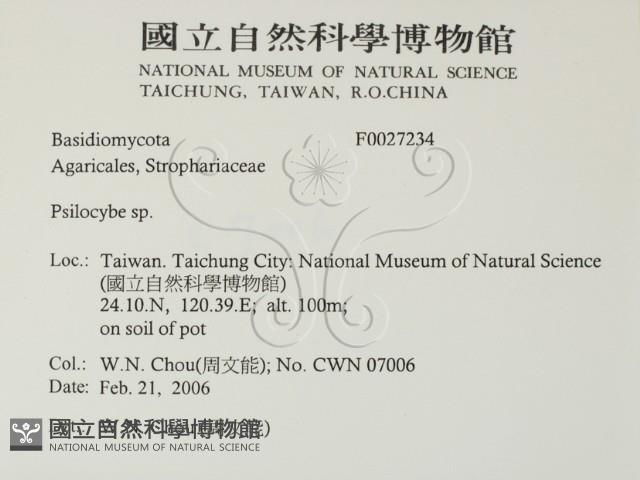 國立自然科學博物館
NATIONAL MUSEUM OF NATURAL SCIENCE
TAICHUNG, TAIWAN, R.O.CHINA
Basidiomycota F0027234
Agaricales, Strophariaceae
Psilocybe sp.
Loc.: Taiwan. Taichung City: National Museum of Natural Science
(國立自然科學博物館)
24.10.N, 120.39.E; alt. 100m;
on soil of pot
Col.: W.N. Chou(周文能); No. CWN 07006
Date: Feb. 21, 2006
國立自然科學博物館
NATIONAL MUSEUM OF NATURAL SCIENCE